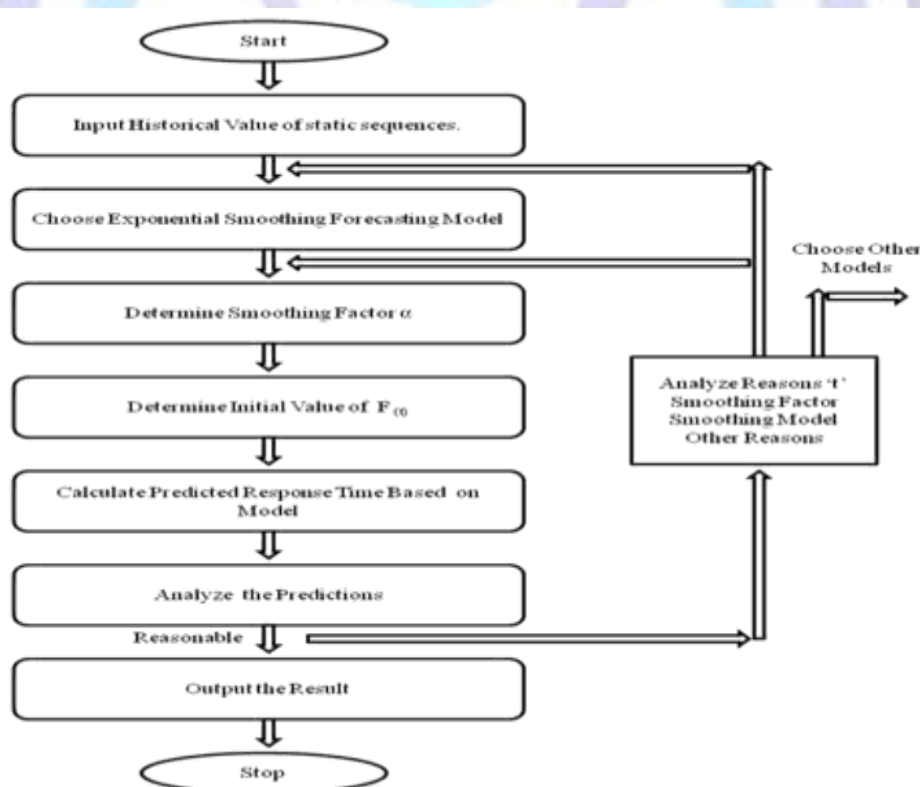 Start
Input Historical Value of static sequences.
Choose Exponential Smoothing Forecasting Model
Determine Smoothing Factor α
Determine Initial Value of F (t)
Calculate Predicted Response Time Based on
Model
Analyze the Predictions
Reasonable
Output the Result
Stop
Choose Other
Models
Analyze Reasons ‘t’
Smoothing Factor
Smoothing Model
Other Reasons